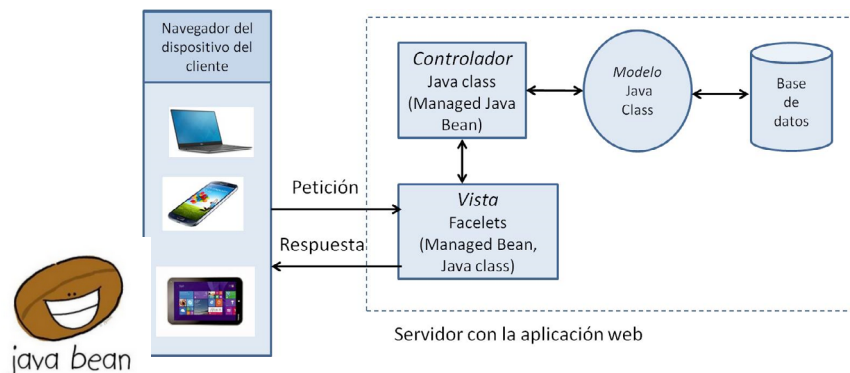 Navegador del
dispositivo del
cliente
Petición
Respuesta
Controlador
Java class
(Managed Java
Bean)
Modelo
Java
Class
Base
de
datos
Vista
Facelets
(Managed Bean,
Java class)
Servidor con la aplicación web
java bean